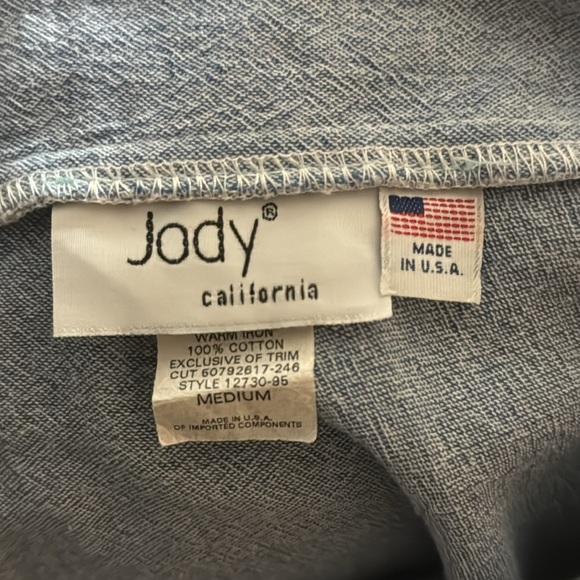 Jody®
california
MADE
IN U.S.A.
WARM IRON
100% COTTON
EXCLUSIVE OF TRIM
CUT 60792617-246
STYLE 12730-95
MEDIUM
MADE IN U.S.A.
OF IMPORTED COMPONENTS